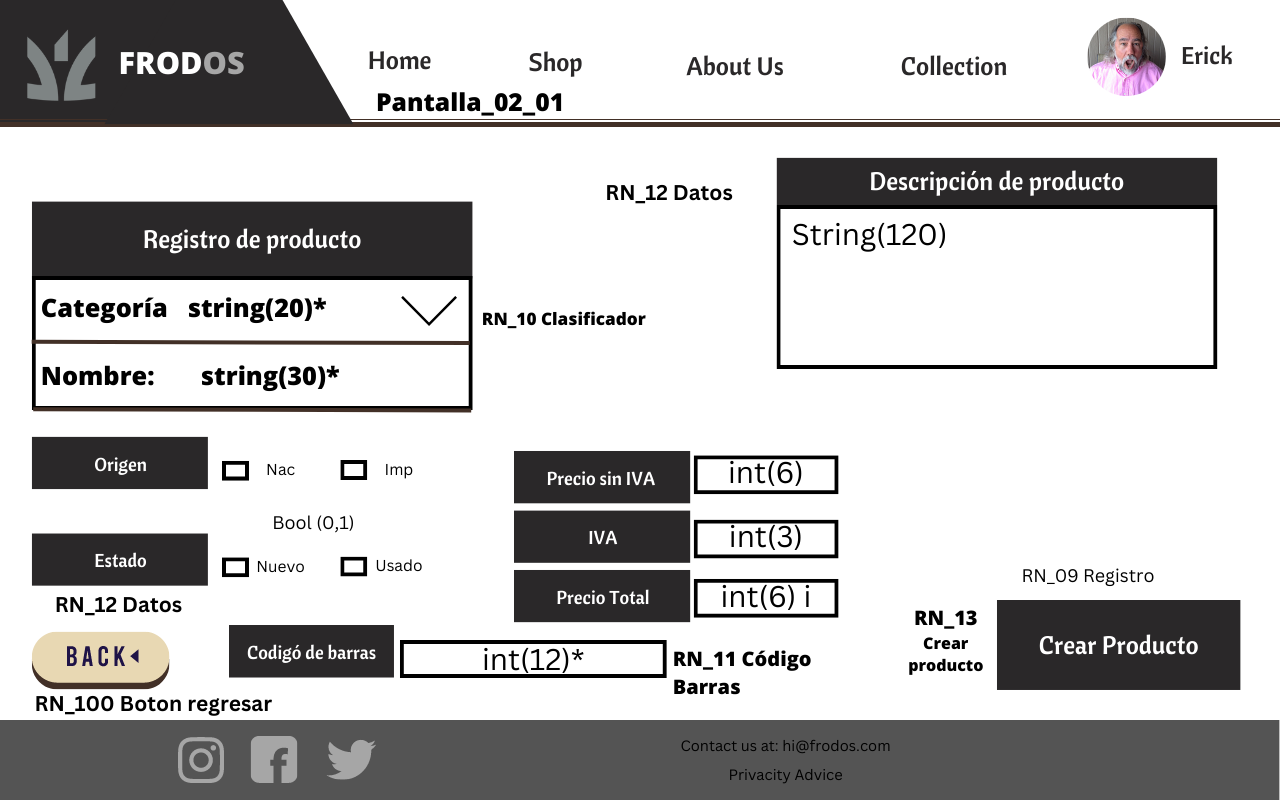 FRODOS
Home
Shop
About Us
Collection
Erick
Pantalla_02_01
RN_12 Datos
Descripción de producto
String(120)
Registro de producto
Categoría string(20)*
RN_10 Clasificador
Nombre: string(30)*
Origen
Nac
Imp
Bool (0,1)
Estado
Nuevo
Usado
RN_12 Datos
Precio sin IVA
int(6)
IVA
int(3)
Precio Total
int(6) i
RN_09 Registro
RN_13
Crear
producto
Crear Producto
BACK
Codigó de barras
int(12)*
RN_11 Código
Barras
RN_100 Boton regresar
Contact us at: hi@frodos.com
Privacity Advice